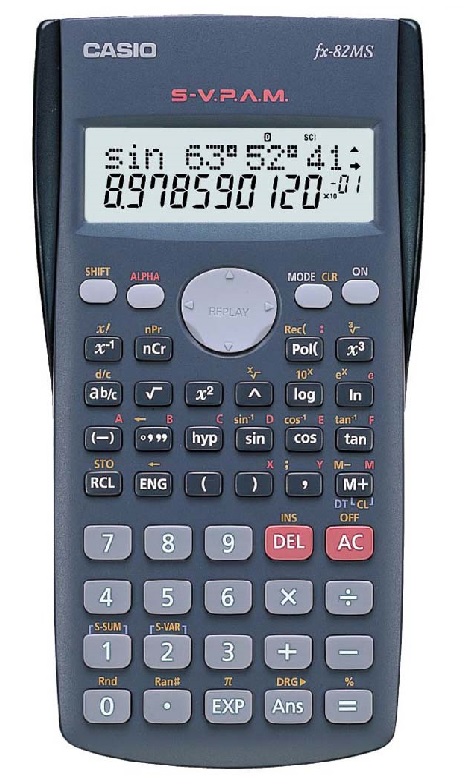 CASIO fx-82MS
S-V.P.A.M.
D SCI
sin 63°52°41
8.978590120×10-01
SHIFT ALPHA MODE CLR ON
REPLAY
x! nPr Rec( : ³√
x⁻¹ nCr Pol( x³
d/c ˣ√ 10ˣ eˣ e
ab/c √ x² ^ log ln
A ← B C sin⁻¹ D cos⁻¹ E tan⁻¹ F
(−) °,,, hyp sin cos tan
STO ← X ; Y M− M
RCL ENG ( ) , M+
DT CL
INS OFF
7 8 9 DEL AC
4 5 6 × ÷
S-SUM S-VAR
1 2 3 + −
Rnd Ran# π DRG▶ %
0 · EXP Ans =